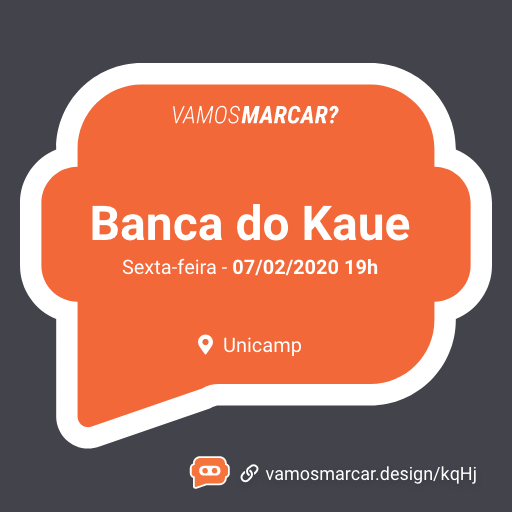 VAMOSMARCAR?
Banca do Kaue
Sexta-feira - 07/02/2020 19h
Unicamp
vamosmarcar.design/kqHj